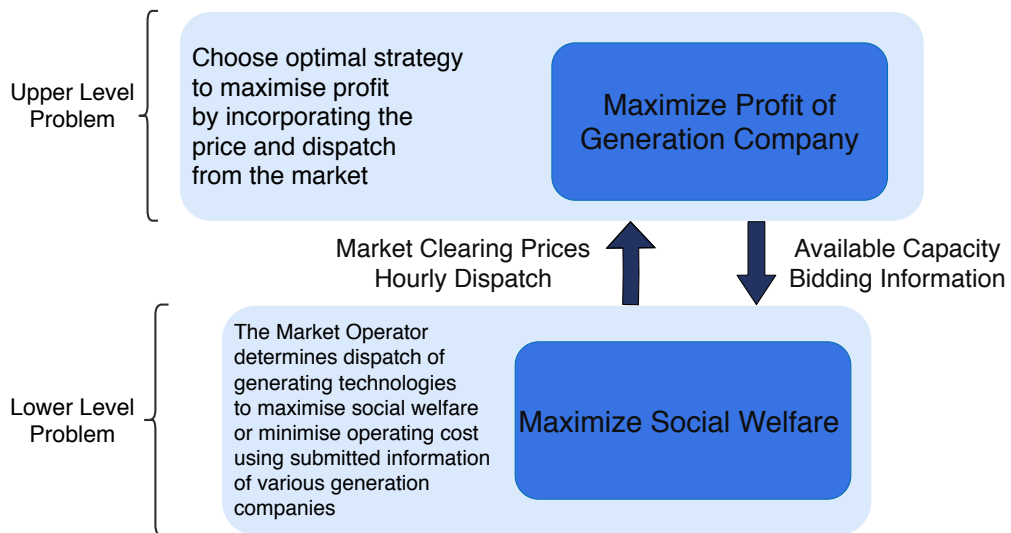 Upper Level
Problem
Choose optimal strategy
to maximise profit
by incorporating the
price and dispatch
from the market
Maximize Profit of
Generation Company
Market Clearing Prices
Hourly Dispatch
Available Capacity
Bidding Information
Lower Level
Problem
The Market Operator
determines dispatch of
generating technologies
to maximise social welfare
or minimise operating cost
using submitted information
of various generation
companies
Maximize Social Welfare